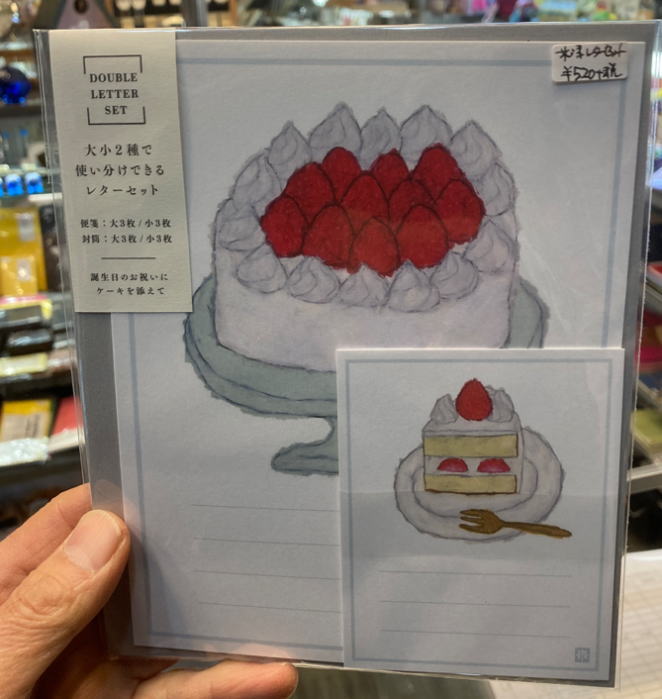 DOUBLE
LETTER
SET
大小2種で
使い分けできる
レターセット
便箋：大3枚 / 小3枚
封筒：大3枚 / 小3枚
誕生日のお祝いに
ケーキを添えて
¥520+税